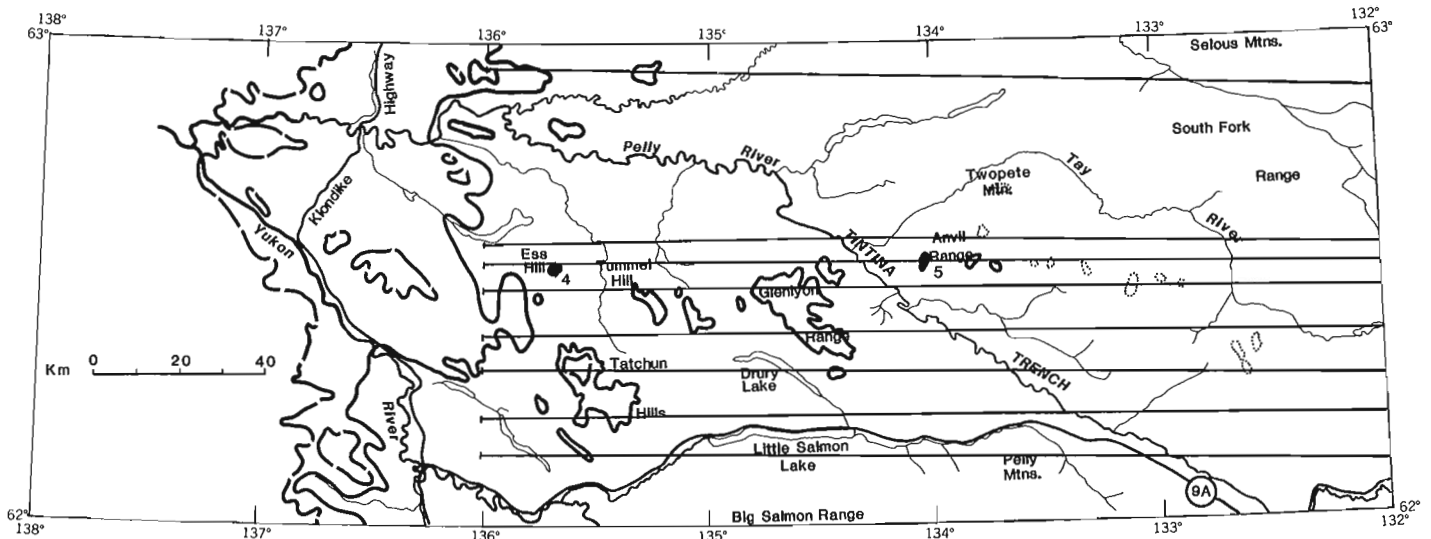 138°
63°
137°
136°
135°
134°
133°
132°
63°
Selous Mtns.
Highway
South Fork
Range
Pelly
River
Twopete
Mtn.
Tay
River
Klondike
Yukon
River
TINTINA
TRENCH
Anvil
Range
5
Ess
Hill
4
Tummel
Hill
Glenlyon
Range
Km
0 20 40
Tatchun
Hills
Drury
Lake
Little Salmon
Lake
Pelly
Mtns.
9A
Big Salmon Range
62°
138°
137°
136°
135°
134°
133°
62°
132°